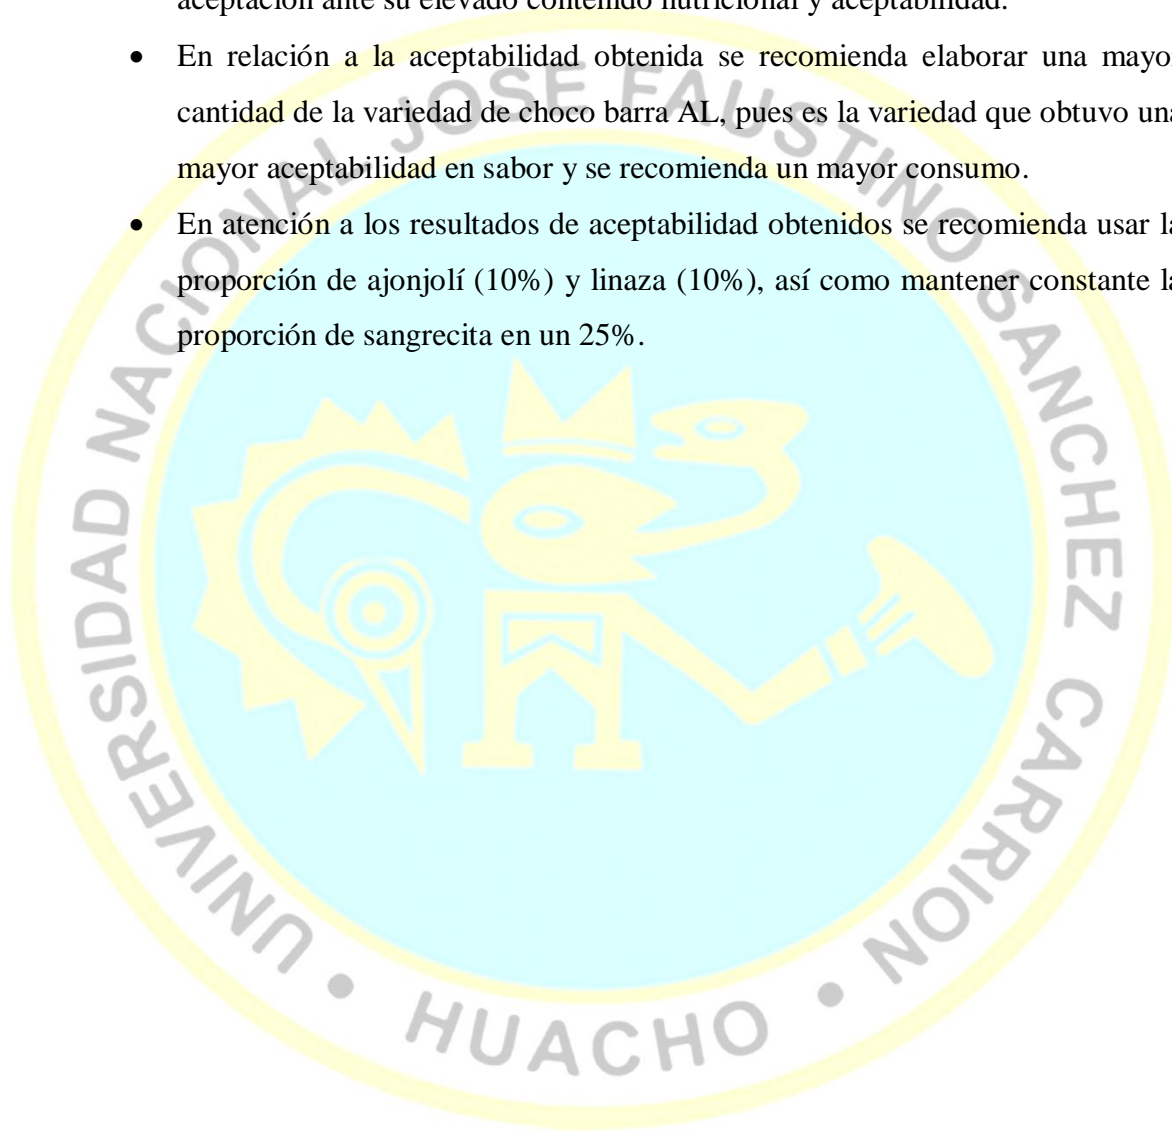 aceptación ante su elevado contenido nutricional y aceptabilidad.
• En relación a la aceptabilidad obtenida se recomienda elaborar una mayor
cantidad de la variedad de choco barra AL, pues es la variedad que obtuvo una
mayor aceptabilidad en sabor y se recomienda un mayor consumo.
• En atención a los resultados de aceptabilidad obtenidos se recomienda usar la
proporción de ajonjolí (10%) y linaza (10%), así como mantener constante la
proporción de sangrecita en un 25%.
UNIVERSIDAD NACIONAL JOSE FAUSTINO SANCHEZ CARRION • HUACHO •